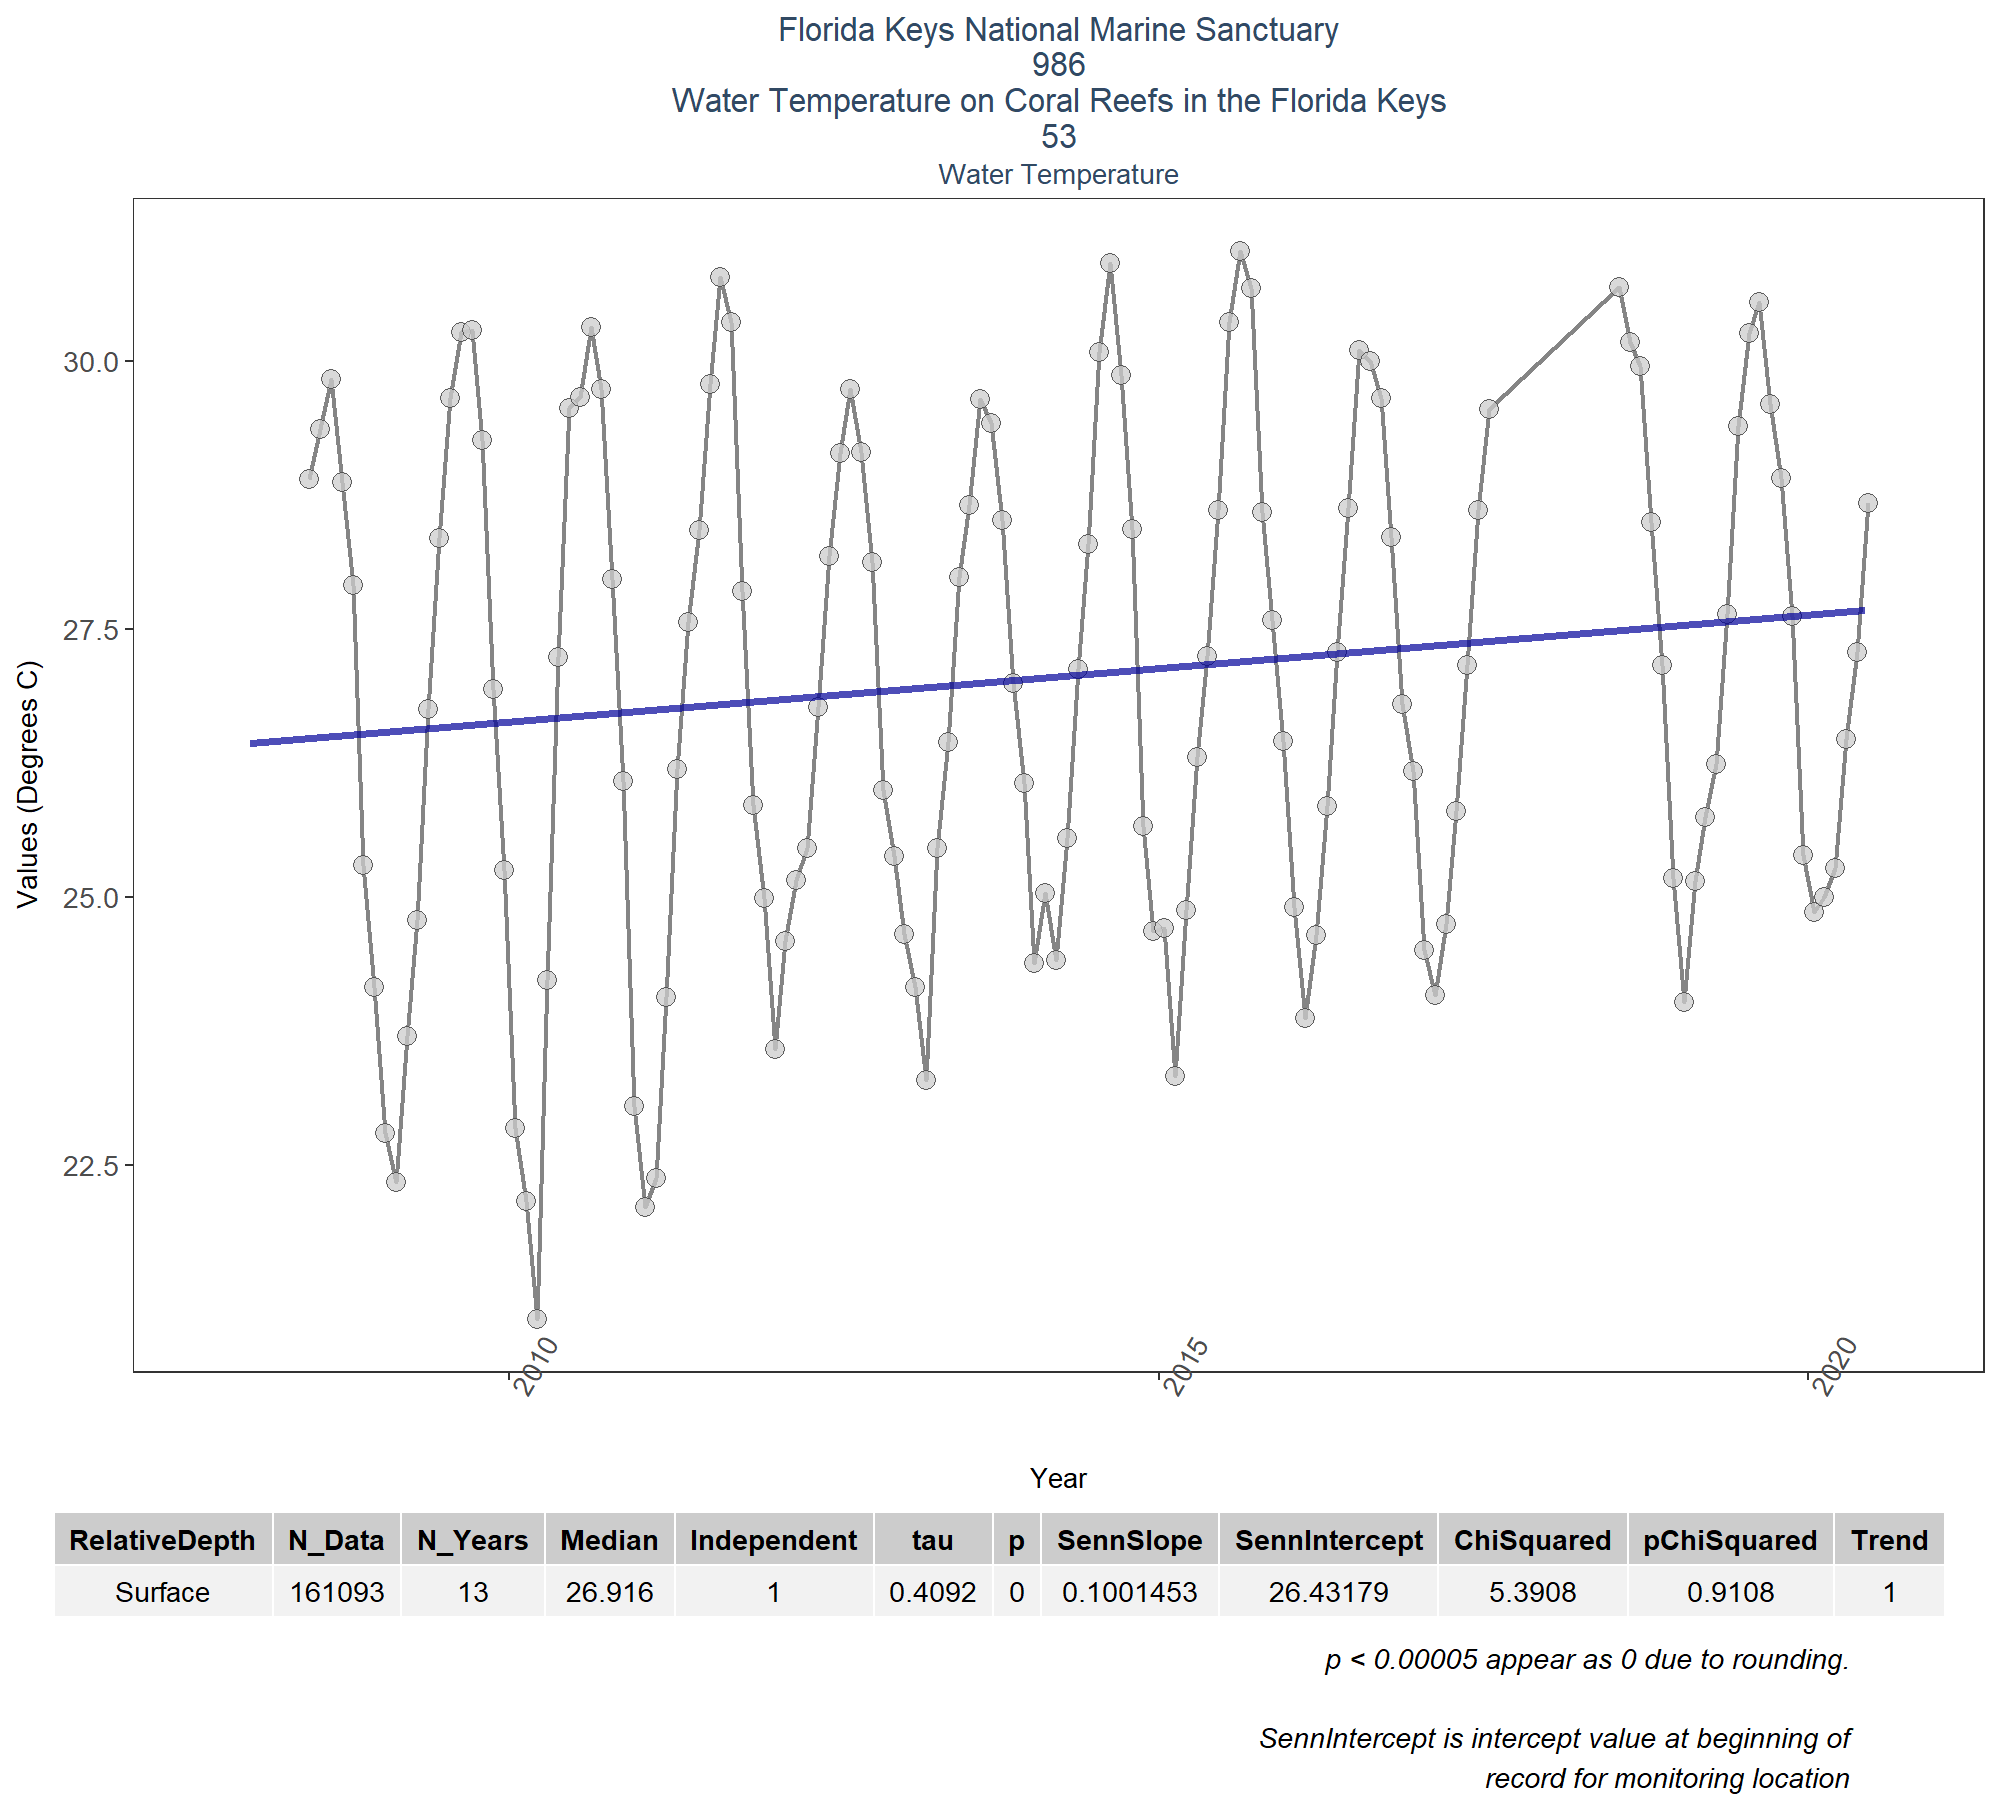 Florida Keys National Marine Sanctuary
986
Water Temperature on Coral Reefs in the Florida Keys
53
Water Temperature
Values (Degrees C)
30.0
27.5
25.0
22.5
2010
2015
2020
Year
RelativeDepth N_Data N_Years Median Independent tau p SennSlope SennIntercept ChiSquared pChiSquared Trend
Surface 161093 13 26.916 1 0.4092 0 0.1001453 26.43179 5.3908 0.9108 1
p < 0.00005 appear as 0 due to rounding.
SennIntercept is intercept value at beginning of
record for monitoring location